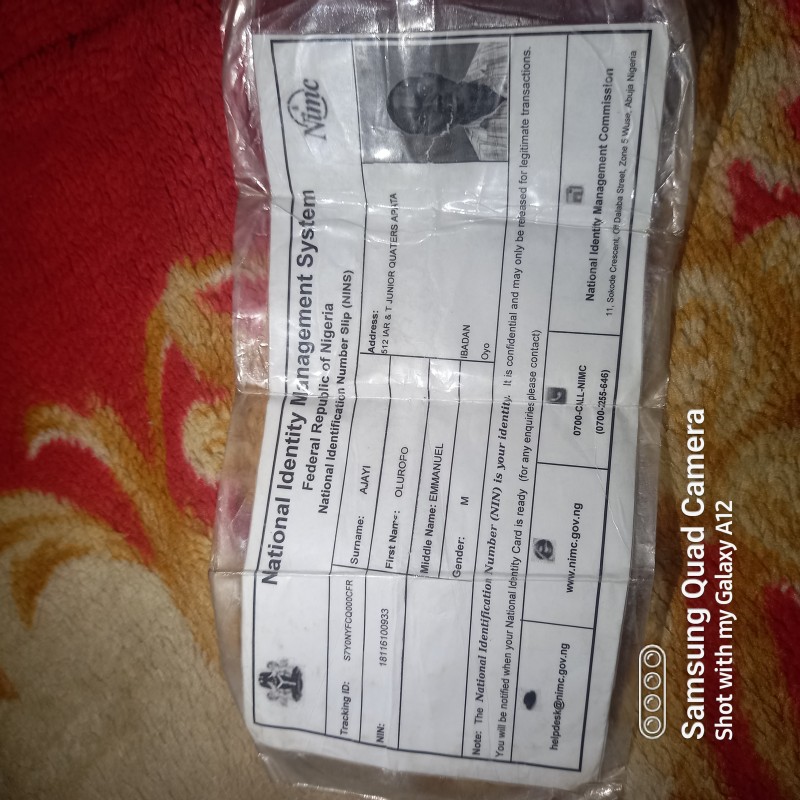 National Identity Management System
Federal Republic of Nigeria
National Identification Number Slip (NINS)
Nimc
Tracking ID: S7Y0NYFCQ000CFR
Surname: AJAYI
Address:
512 IAR & T JUNIOR QUATERS APATA
NIN: 18116100933
First Name: OLUROFO
Middle Name: EMMANUEL
IBADAN
Gender: M
Oyo
Note: The National Identification Number (NIN) is your identity. It is confidential and may only be released for legitimate transactions.
You will be notified when your National Identity Card is ready (for any enquiries please contact)
helpdesk@nimc.gov.ng
www.nimc.gov.ng
0700-CALL-NIMC
(0700-2255-646)
National Identity Management Commission
11, Sokode Crescent, Off Dalaba Street, Zone 5 Wuse, Abuja Nigeria
Samsung Quad Camera
Shot with my Galaxy A12